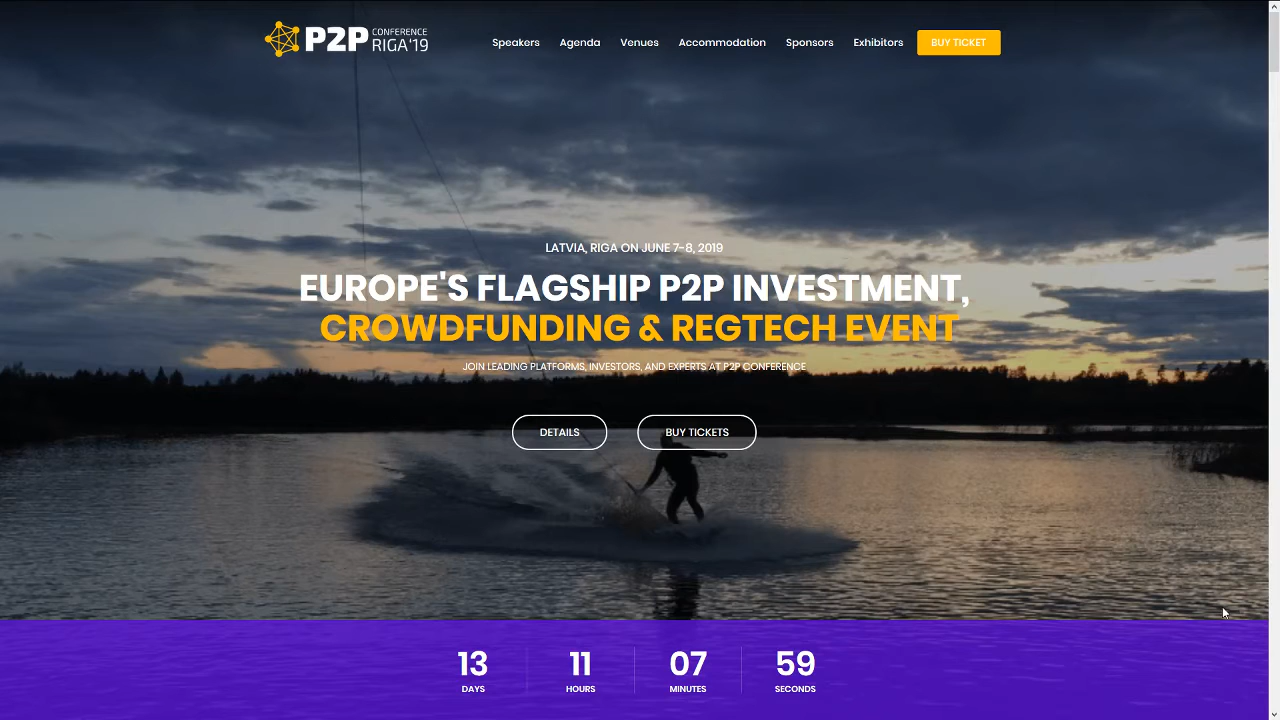 P2P CONFERENCE RIGA'19
Speakers Agenda Venues Accommodation Sponsors Exhibitors BUY TICKET
LATVIA, RIGA ON JUNE 7-8, 2019
EUROPE'S FLAGSHIP P2P INVESTMENT,
CROWDFUNDING & REGTECH EVENT
JOIN LEADING PLATFORMS, INVESTORS, AND EXPERTS AT P2P CONFERENCE
DETAILS BUY TICKETS
13 11 07 59
DAYS HOURS MINUTES SECONDS